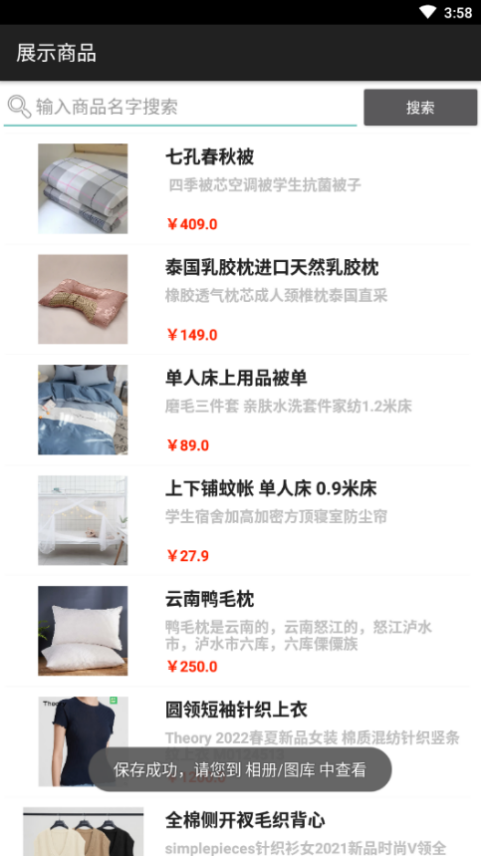 3:58
展示商品
输入商品名字搜索
搜索
七孔春秋被
四季被芯空调被学生抗菌被子
￥409.0
泰国乳胶枕进口天然乳胶枕
橡胶透气枕芯成人颈椎枕泰国直采
￥149.0
单人床上用品被单
磨毛三件套 亲肤水洗套件家纺1.2米床
￥89.0
上下铺蚊帐 单人床 0.9米床
学生宿舍加高加密方顶寝室防尘帘
￥27.9
云南鸭毛枕
鸭毛枕是云南的，云南怒江的，怒江泸水
市，泸水市六库，六库傈僳族
￥250.0
Theory
圆领短袖针织上衣
Theory 2022春夏新品女装 棉质混纺针织竖条
保存成功，请您到 相册/图库 中查看
全棉侧开衩毛织背心
simplepieces针织衫女2021新品时尚V领全